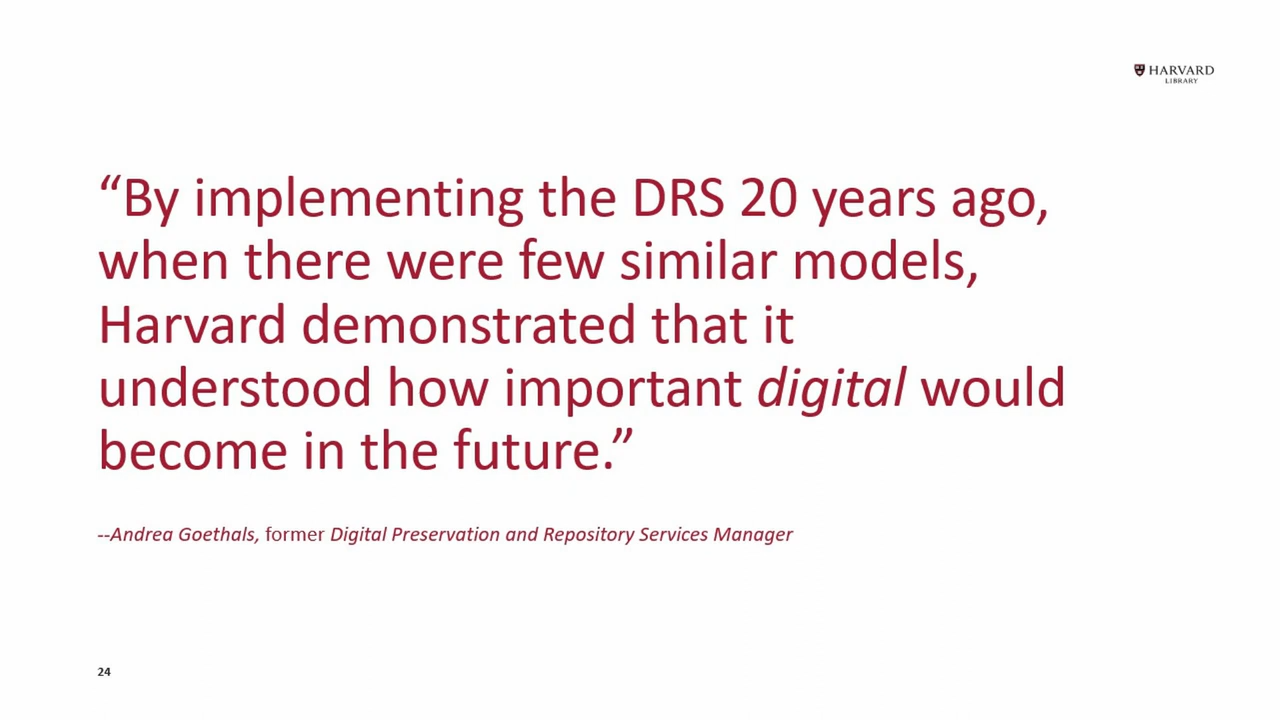 HARVARD
LIBRARY
“By implementing the DRS 20 years ago,
when there were few similar models,
Harvard demonstrated that it
understood how important digital would
become in the future.”
--Andrea Goethals, former Digital Preservation and Repository Services Manager
24